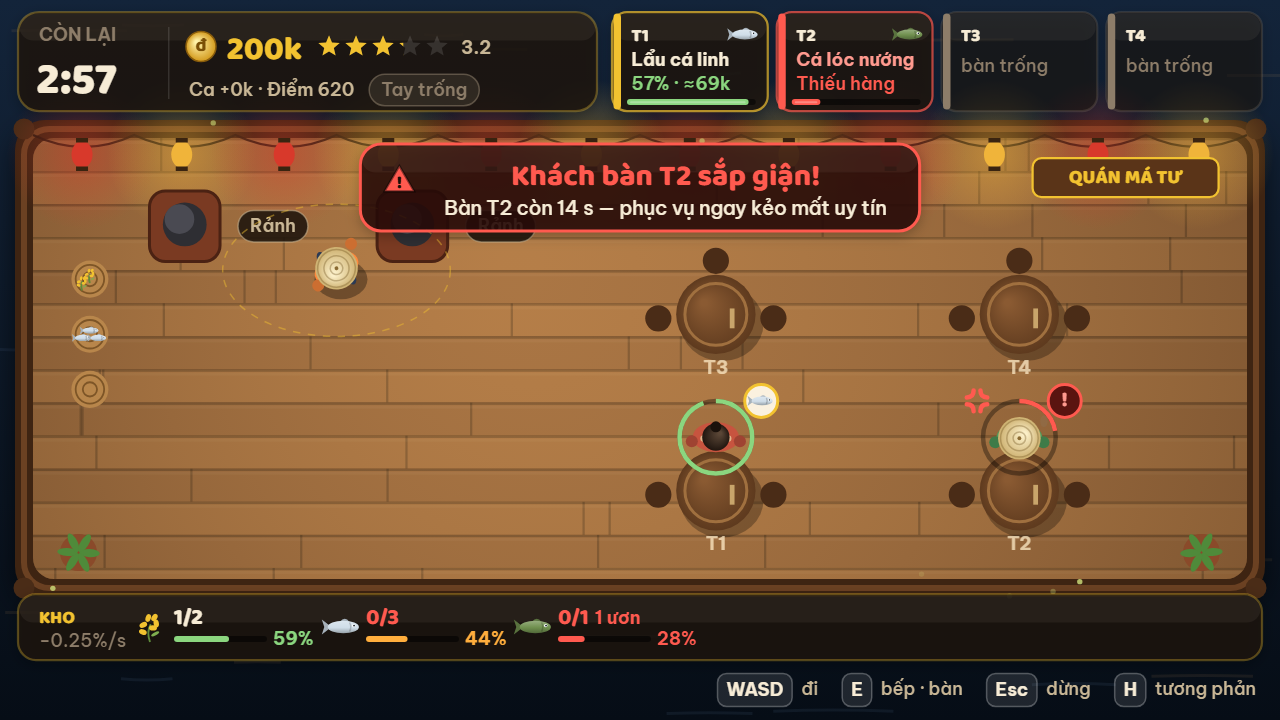 CÒN LẠI
2:57
đ 200k 3.2
Ca +0k · Điểm 620 Tay trống
T1
Lẩu cá linh
57% · ≈69k
T2
Cá lóc nướng
Thiếu hàng
T3
bàn trống
T4
bàn trống
Khách bàn T2 sắp giận!
Bàn T2 còn 14 s — phục vụ ngay kẻo mất uy tín
QUÁN MÁ TƯ
Rảnh
Rảnh
T3
T4
!
T1
T2
KHO
-0.25%/s
1/2
59%
0/3
44%
0/1 1 ươn
28%
WASD đi E bếp · bàn Esc dừng H tương phản